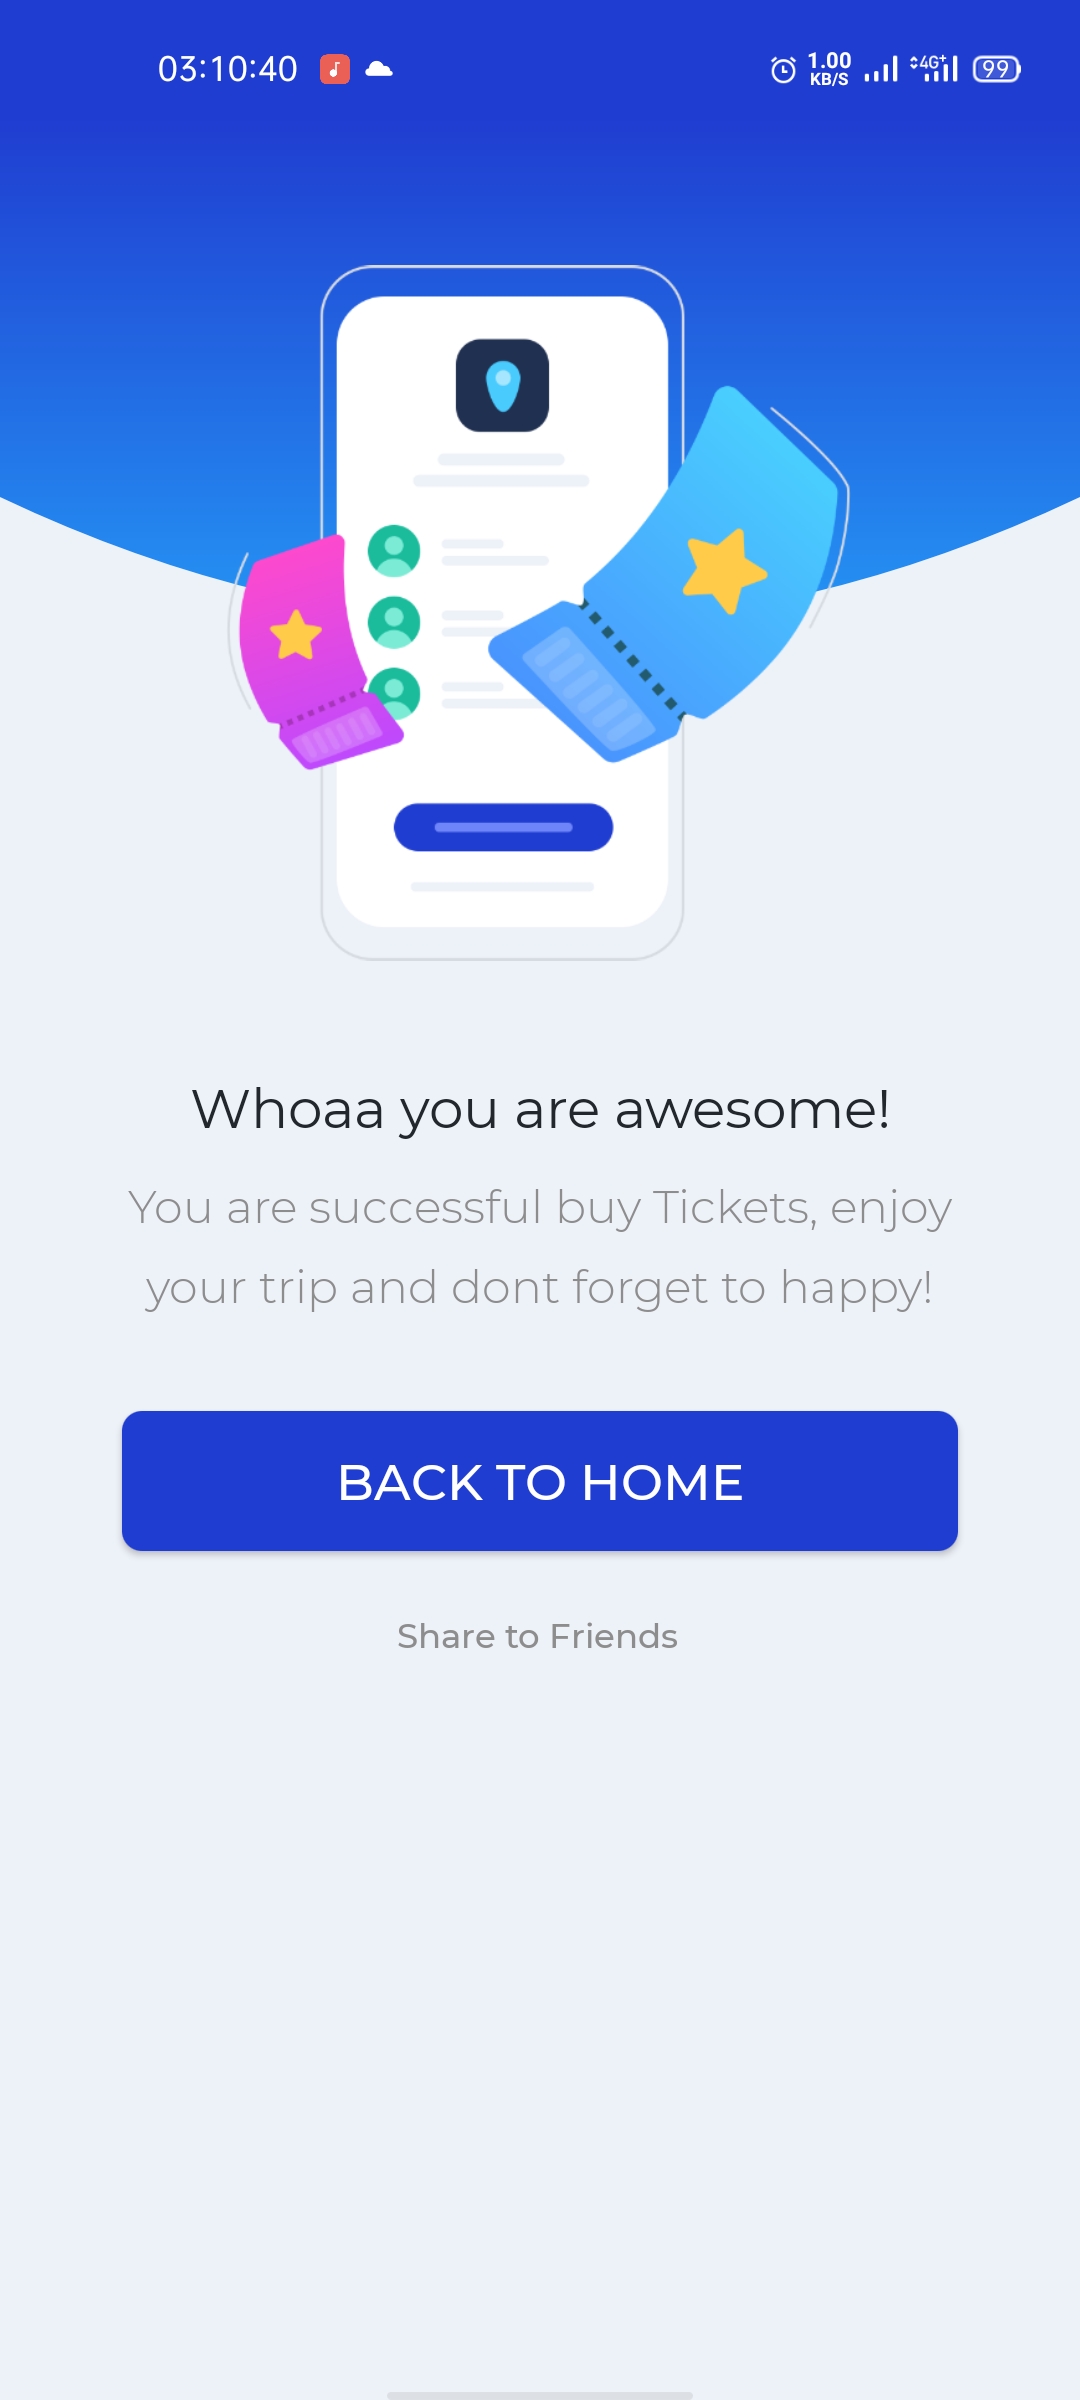 03:10:40 1.00 KB/S 4G+ 99
Whoaa you are awesome!
You are successful buy Tickets, enjoy
your trip and dont forget to happy!
BACK TO HOME
Share to Friends